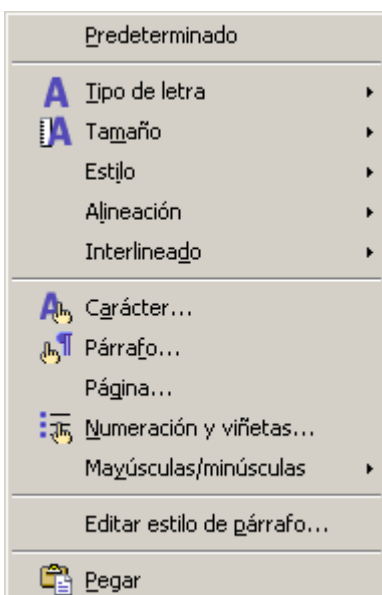 Predeterminado
Tipo de letra
Tamaño
Estilo
Alineación
Interlineado
Carácter...
Párrafo...
Página...
Numeración y viñetas...
Mayúsculas/minúsculas
Editar estilo de párrafo...
Pegar